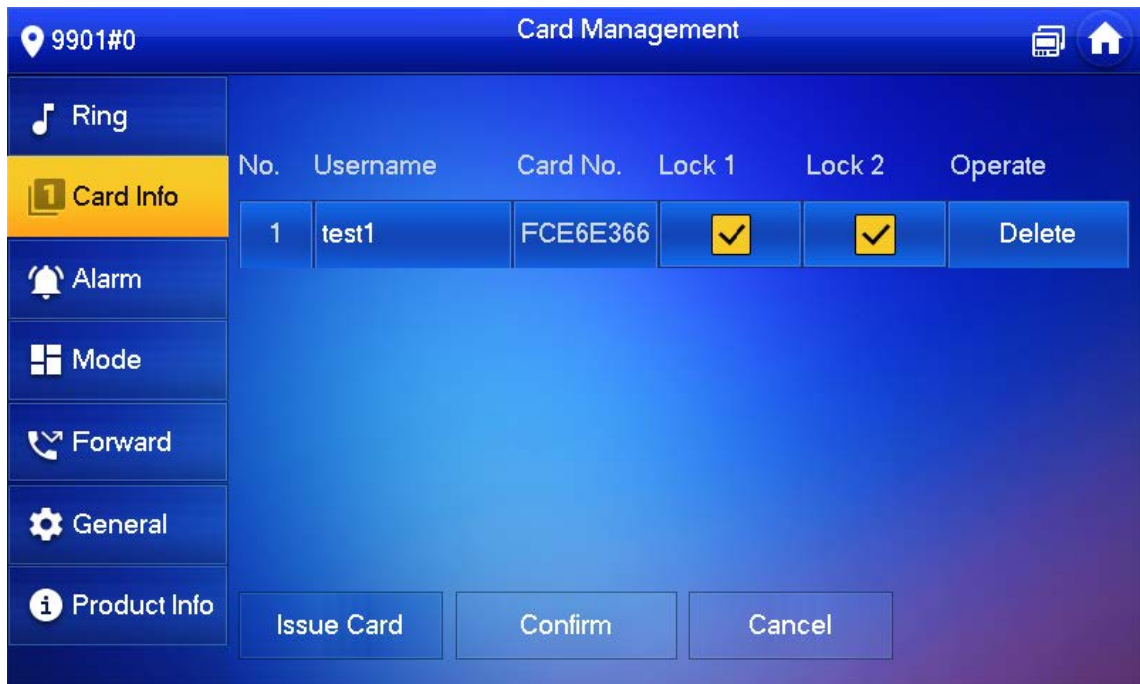 9901#0
Card Management
Ring
Card Info
Alarm
Mode
Forward
General
Product Info
No. Username Card No. Lock 1 Lock 2 Operate
1 test1 FCE6E366 Delete
Issue Card Confirm Cancel